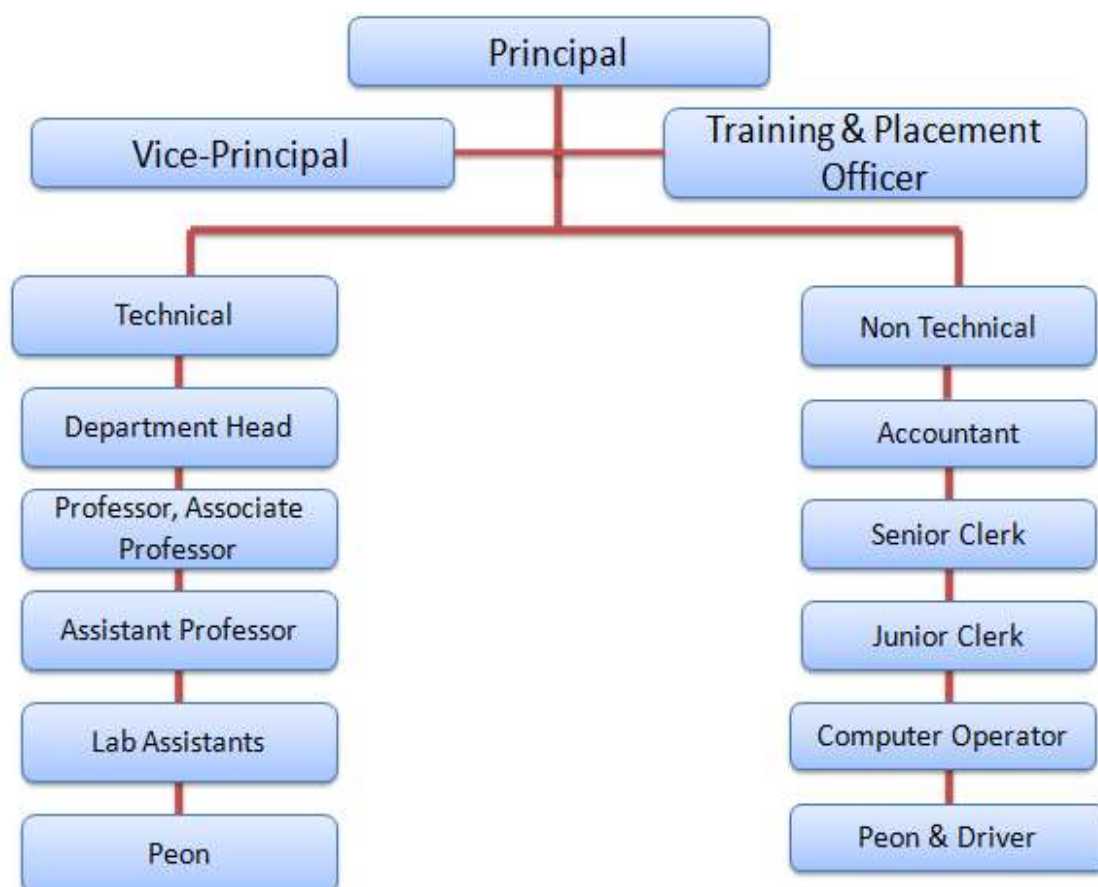 Principal
Vice-Principal
Training & Placement
Officer
Technical
Non Technical
Department Head
Accountant
Professor, Associate
Professor
Senior Clerk
Assistant Professor
Junior Clerk
Lab Assistants
Computer Operator
Peon
Peon & Driver